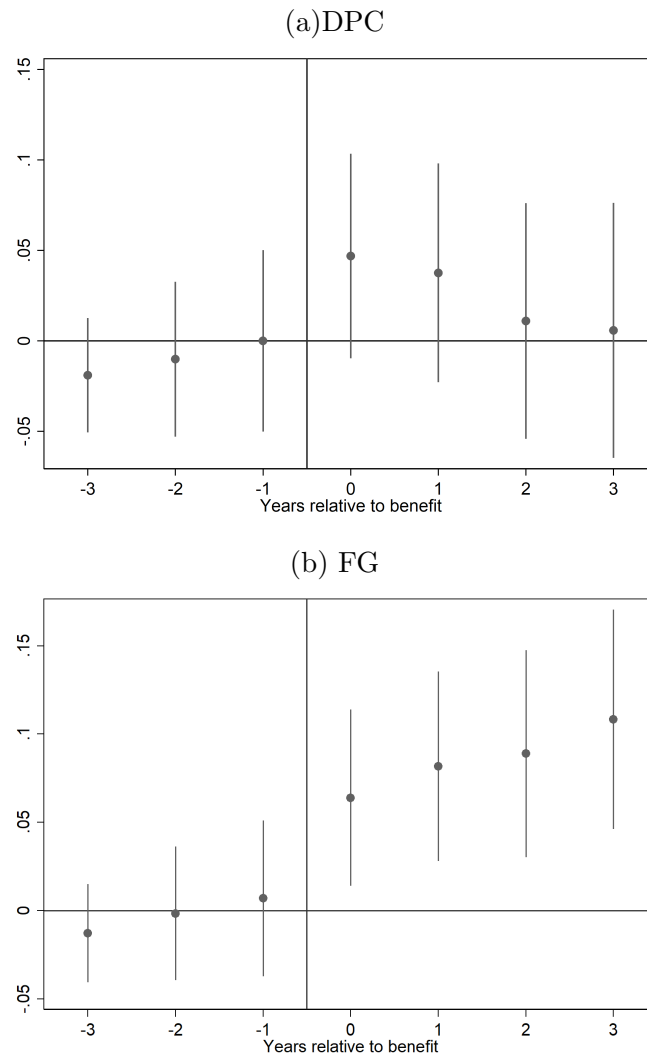 (a)DPC
.15
.1
.05
0
-.05
-3 -2 -1 0 1 2 3
Years relative to benefit
(b) FG
.15
.1
.05
0
-.05
-3 -2 -1 0 1 2 3
Years relative to benefit